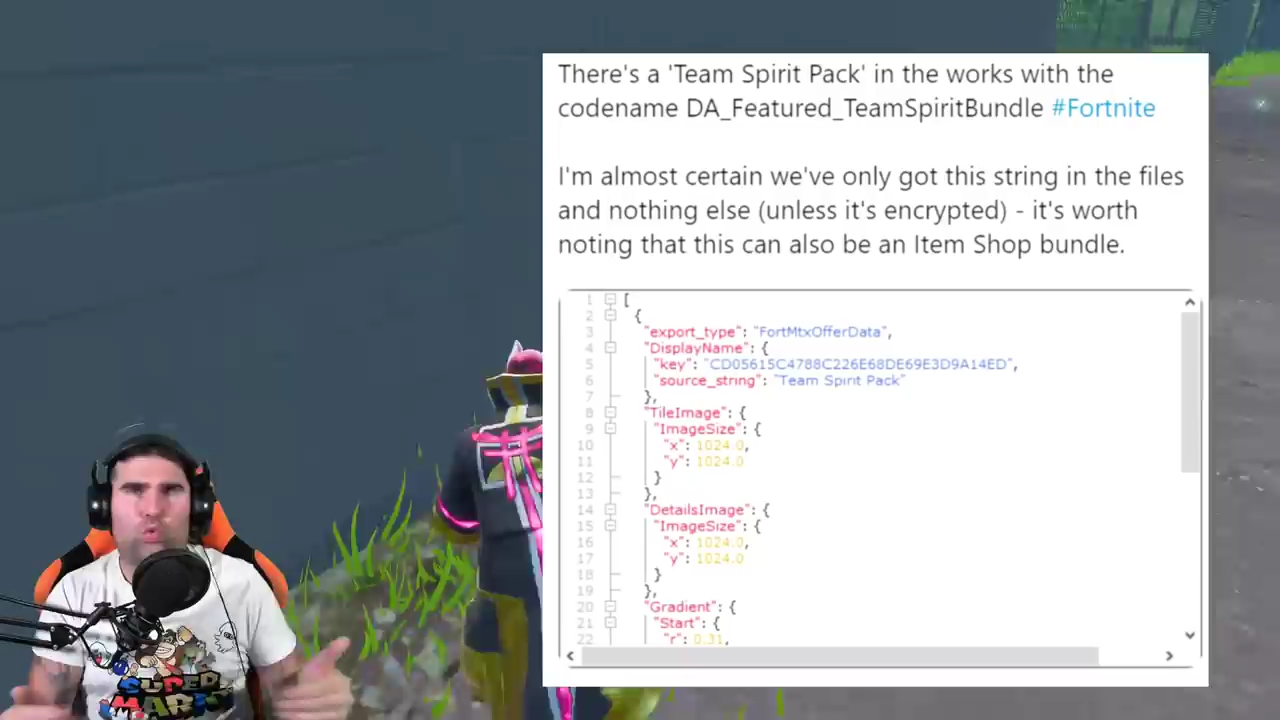 There's a 'Team Spirit Pack' in the works with the
codename DA_Featured_TeamSpiritBundle #Fortnite
I'm almost certain we've only got this string in the files
and nothing else (unless it's encrypted) - it's worth
noting that this can also be an Item Shop bundle.
1 [
2 {
3 "export_type": "FortMtxOfferData",
4 "DisplayName": {
5 "key": "CD05615C4788C226E68DE69E3D9A14ED",
6 "source_string": "Team Spirit Pack"
7 },
8 "TileImage": {
9 "ImageSize": {
10 "x": 1024.0,
11 "y": 1024.0
12 }
13 },
14 "DetailsImage": {
15 "ImageSize": {
16 "x": 1024.0,
17 "y": 1024.0
18 }
19 },
20 "Gradient": {
21 "Start": {
22 "r": 0.31,
SUPER
MARIO